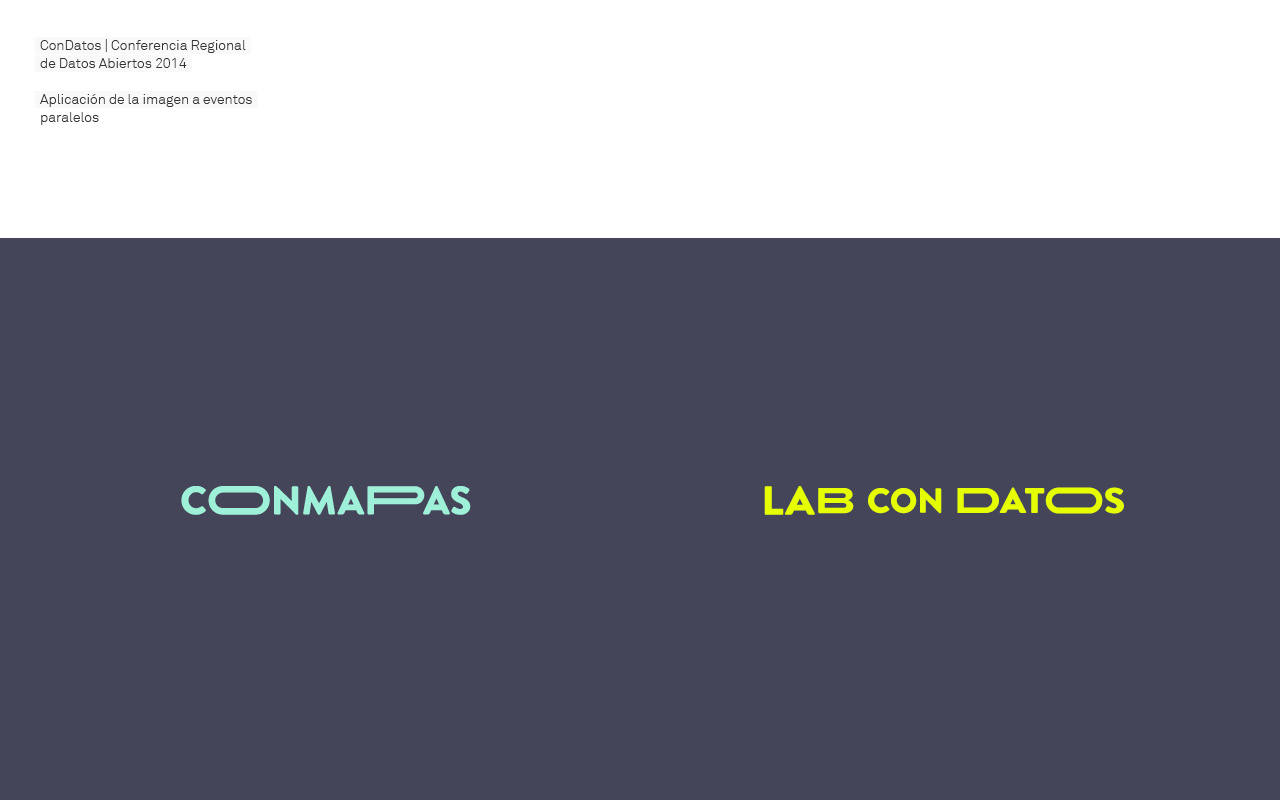 ConDatos | Conferencia Regional
de Datos Abiertos 2014
Aplicación de la imagen a eventos
paralelos
CONMAPAS
LAB CON DATOS